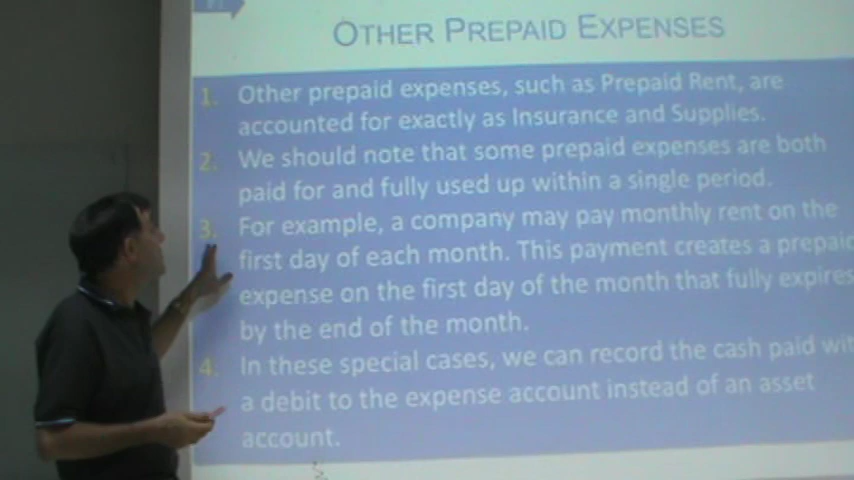 OTHER PREPAID EXPENSES
1. Other prepaid expenses, such as Prepaid Rent, are
accounted for exactly as Insurance and Supplies.
2. We should note that some prepaid expenses are both
paid for and fully used up within a single period.
3. For example, a company may pay monthly rent on the
first day of each month. This payment creates a prepaid
expense on the first day of the month that fully expires
by the end of the month.
4. In these special cases, we can record the cash paid wit
a debit to the expense account instead of an asset
account.